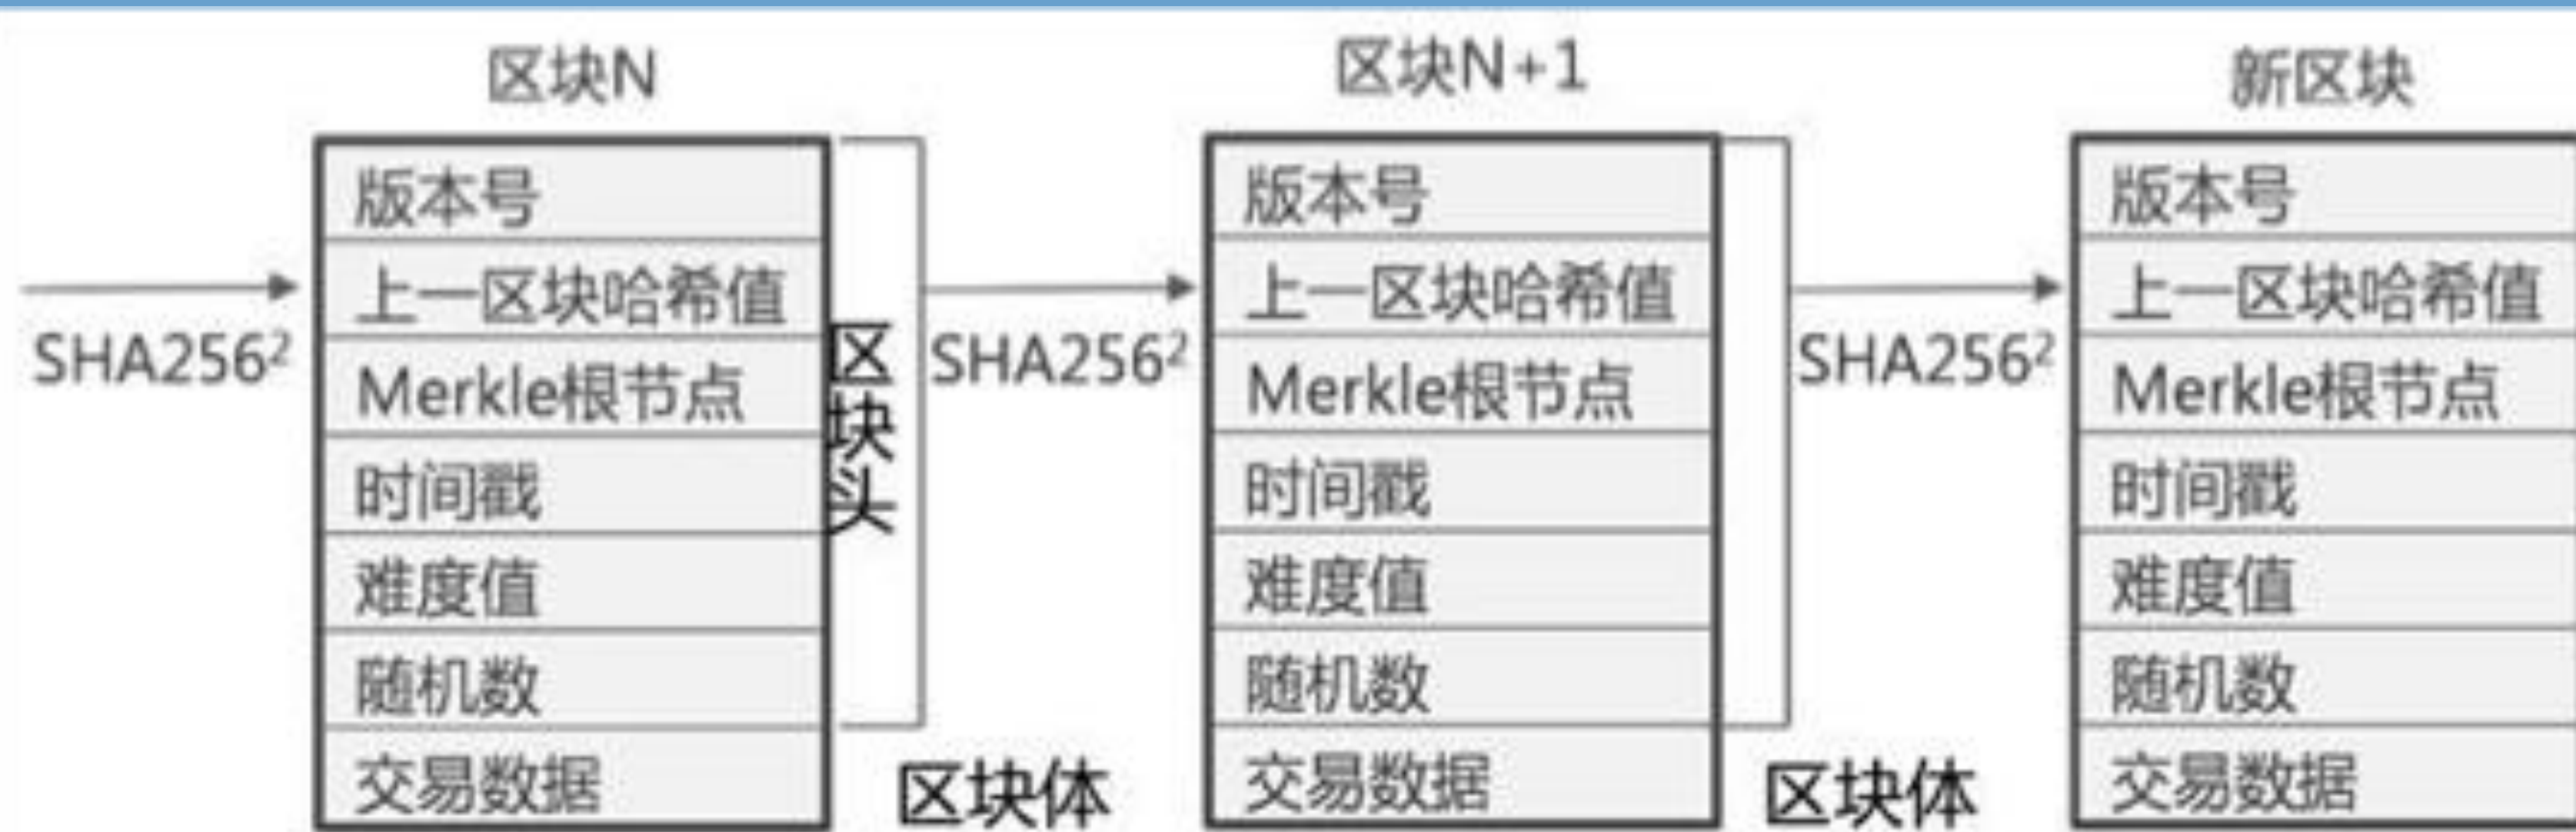 区块N
版本号
上一区块哈希值
Merkle根节点
时间戳
难度值
随机数
交易数据
SHA256²
区块头
区块体
区块N+1
版本号
上一区块哈希值
Merkle根节点
时间戳
难度值
随机数
交易数据
SHA256²
区块体
新区块
版本号
上一区块哈希值
Merkle根节点
时间戳
难度值
随机数
交易数据
SHA256²